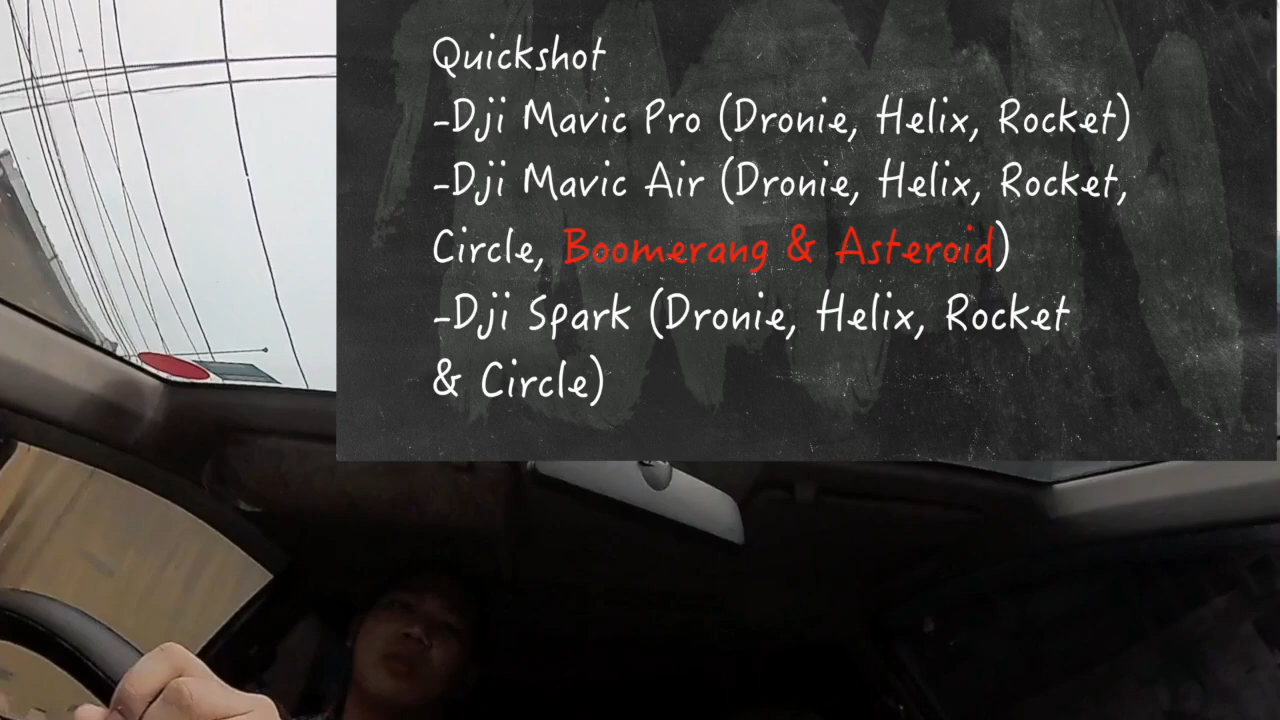 Quickshot
-Dji Mavic Pro (Dronie, Helix, Rocket)
-Dji Mavic Air (Dronie, Helix, Rocket,
Circle, Boomerang & Asteroid)
-Dji Spark (Dronie, Helix, Rocket
& Circle)